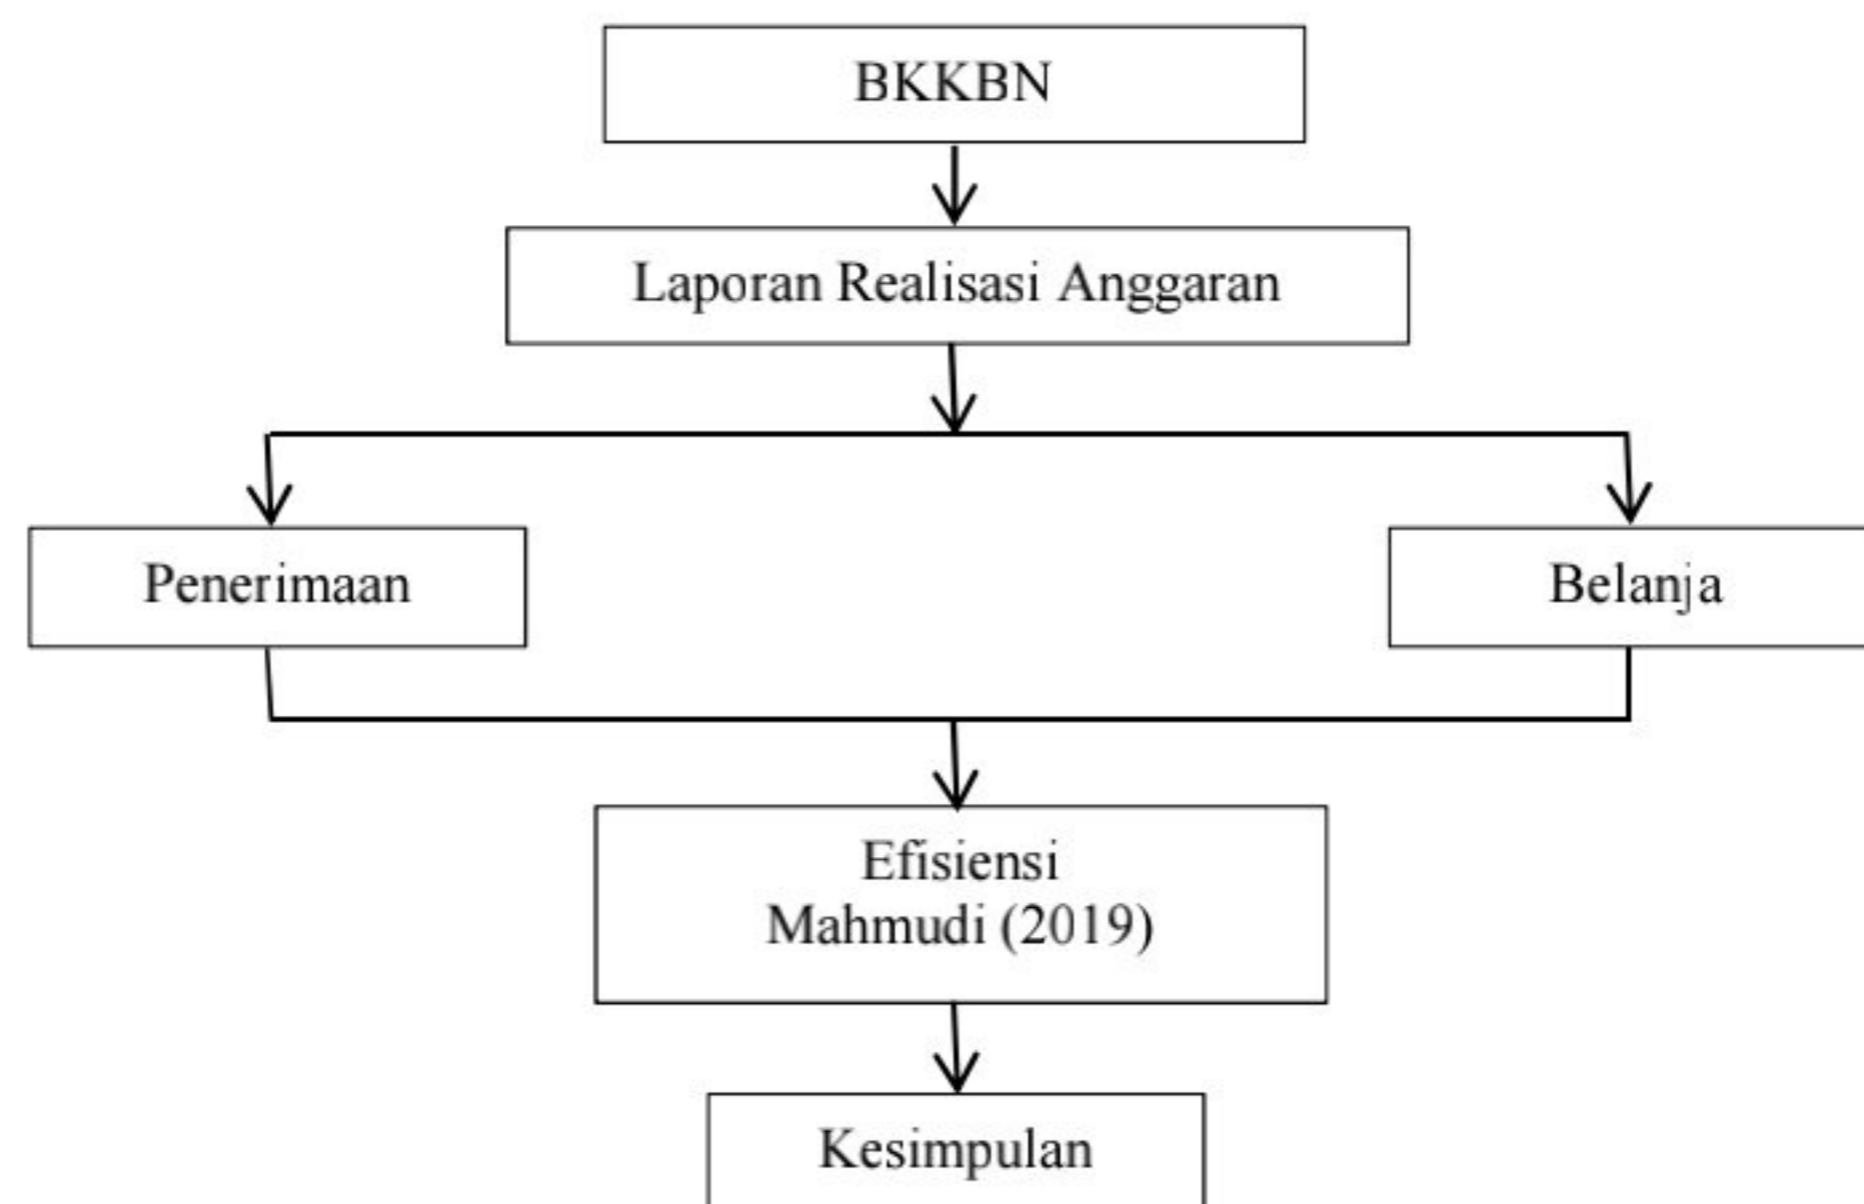 BKKBN
Laporan Realisasi Anggaran
Penerimaan
Belanja
Efisiensi
Mahmudi (2019)
Kesimpulan